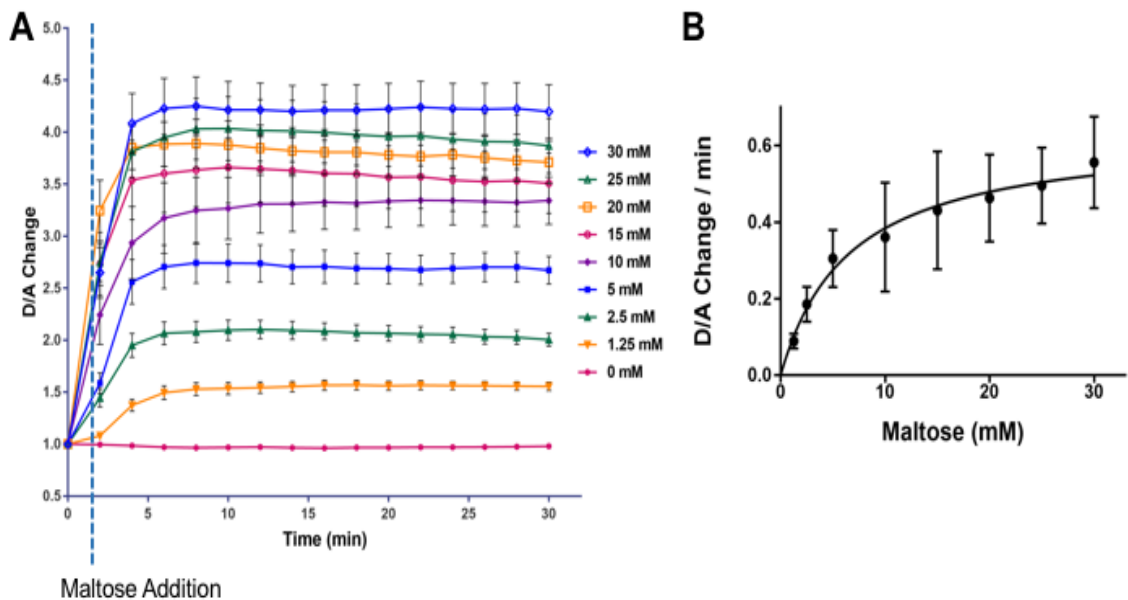 A
D/A Change
5.0
4.5
4.0
3.5
3.0
2.5
2.0
1.5
1.0
0.5
0 5 10 15 20 25 30
Time (min)
Maltose Addition
30 mM
25 mM
20 mM
15 mM
10 mM
5 mM
2.5 mM
1.25 mM
0 mM
B
D/A Change / min
0.6
0.4
0.2
0.0
0 10 20 30
Maltose (mM)